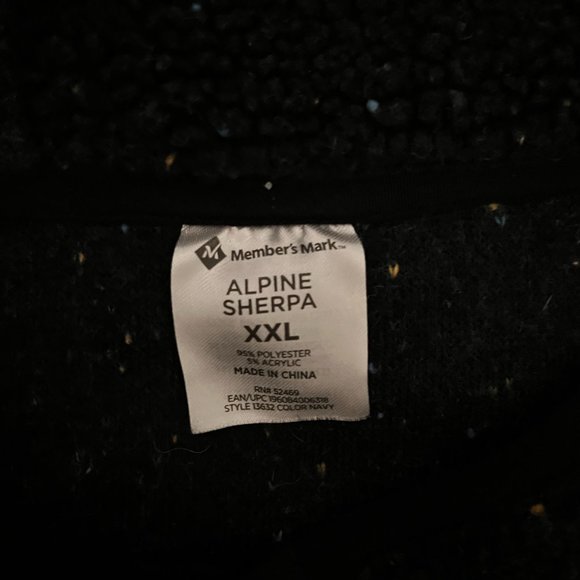 Member's Mark™
ALPINE
SHERPA
XXL
95% POLYESTER
5% ACRYLIC
MADE IN CHINA
RN# 52469
EAN/UPC 196084006318
STYLE 13632 COLOR NAVY